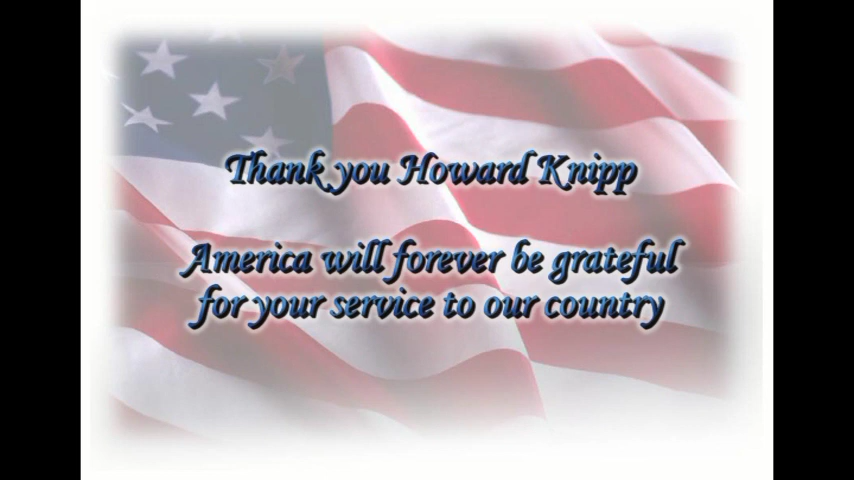 Thank you Howard Knipp
America will forever be grateful
for your service to our country